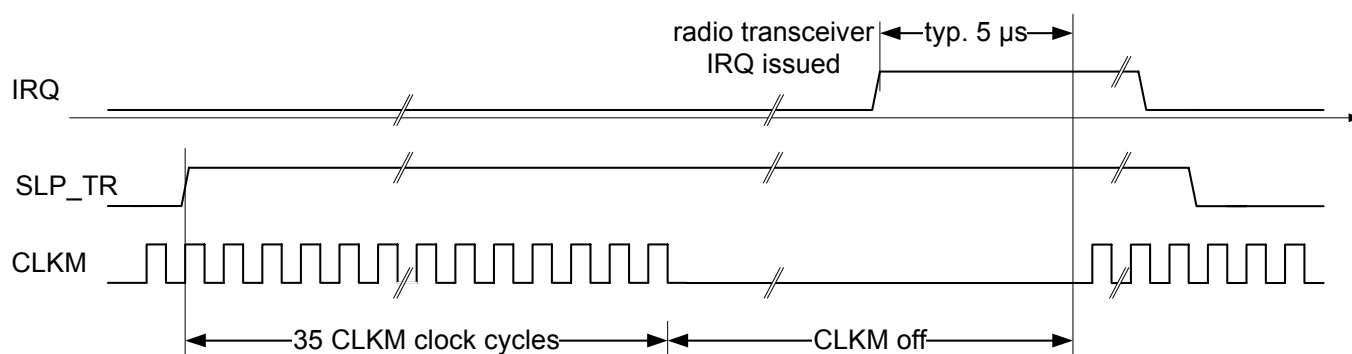 radio transceiver
IRQ issued
typ. 5 µs
IRQ
SLP_TR
CLKM
35 CLKM clock cycles
CLKM off